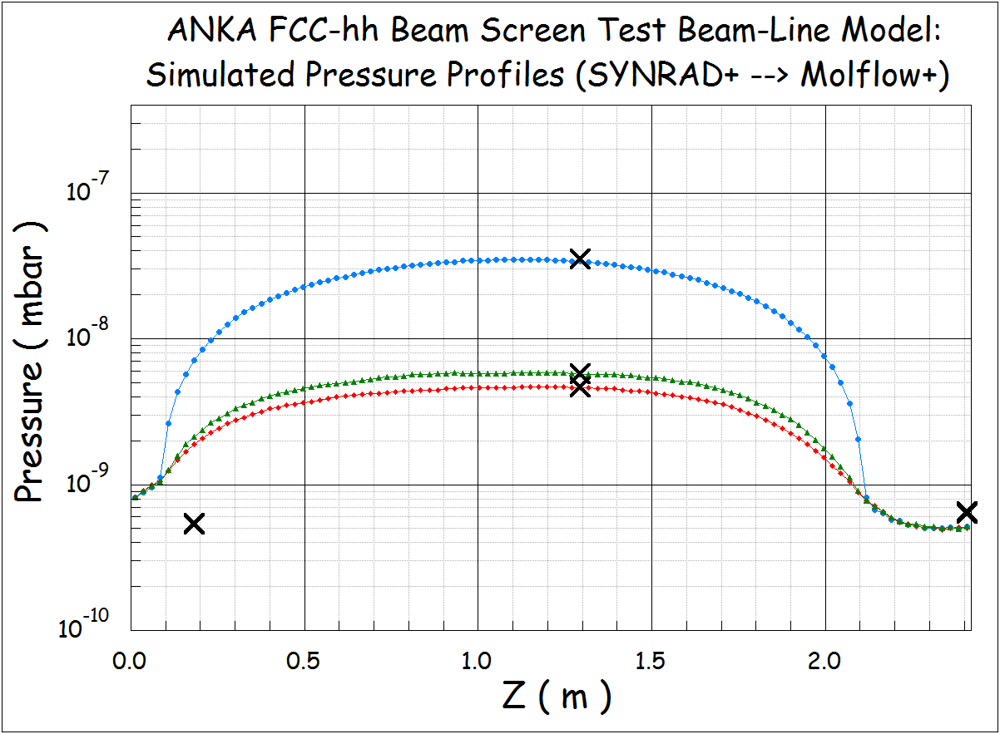 ANKA FCC-hh Beam Screen Test Beam-Line Model:
Simulated Pressure Profiles (SYNRAD+ --> Molflow+)
Pressure ( mbar )
10^-7
10^-8
10^-9
10^-10
0.0 0.5 1.0 1.5 2.0
Z ( m )